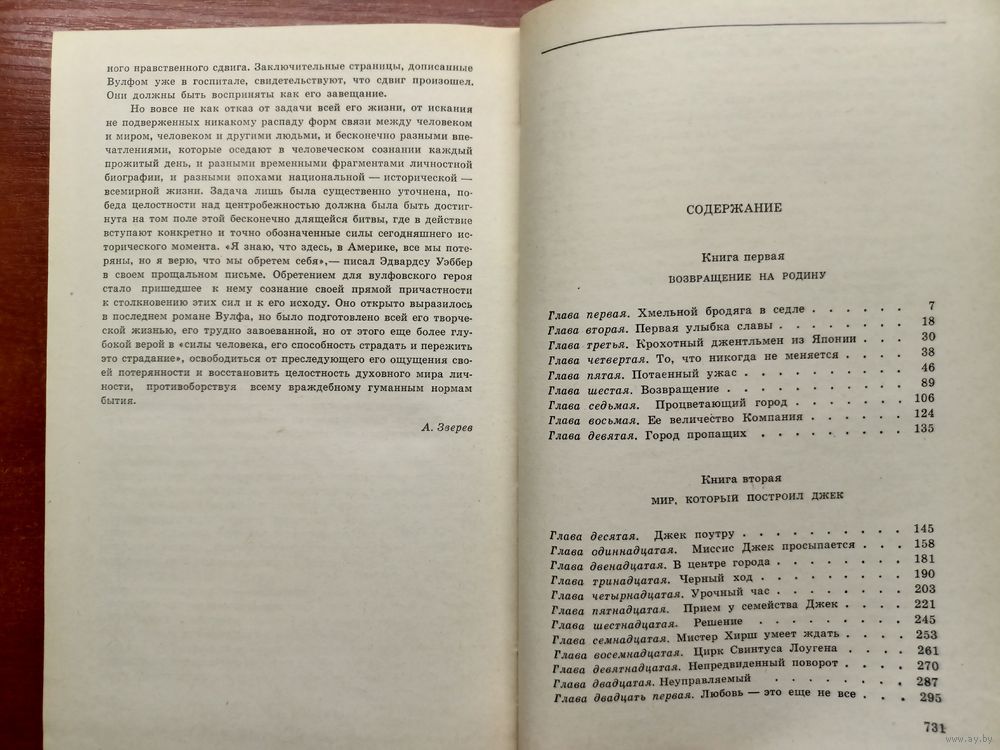 ного нравственного сдвига. Заключительные страницы, дописанные
Вулфом уже в госпитале, свидетельствуют, что сдвиг произошел.
Они должны быть восприняты как его завещание.
Но вовсе не как отказ от задачи всей его жизни, от искания
не подверженных никакому распаду форм связи между человеком
и миром, человеком и другими людьми, и бесконечно разными впе-
чатлениями, которые оседают в человеческом сознании каждый
прожитый день, и разными временными фрагментами личностной
биографии, и разными эпохами национальной — исторической —
всемирной жизни. Задача лишь была существенно уточнена, по-
беда целостности над центробежностью должна была быть достиг-
нута на том поле этой бесконечно длящейся битвы, где в действие
вступают конкретно и точно обозначенные силы сегодняшнего ис-
торического момента. «Я знаю, что здесь, в Америке, все мы поте-
ряны, но я верю, что мы обретем себя»,— писал Эдвардсу Уэббер
в своем прощальном письме. Обретением для вулфовского героя
стало пришедшее к нему сознание своей прямой причастности
к столкновению этих сил и к его исходу. Оно открыто выразилось
в последнем романе Вулфа, но было подготовлено всей его творче-
ской жизнью, его трудно завоеванной, но от этого еще более глу-
бокой верой в «силы человека, его способность страдать и пережить
это страдание», освободиться от преследующего его ощущения сво-
ей потерянности и восстановить целостность духовного мира лич-
ности, противоборствуя всему враждебному гуманным нормам
бытия.
А. Зверев
СОДЕРЖАНИЕ
Книга первая
ВОЗВРАЩЕНИЕ НА РОДИНУ
Глава первая. Хмельной бродяга в седле . . . . . . 7
Глава вторая. Первая улыбка славы . . . . . . . 18
Глава третья. Крохотный джентльмен из Японии . . . 30
Глава четвертая. То, что никогда не меняется . . . . 38
Глава пятая. Потаенный ужас . . . . . . . . . 46
Глава шестая. Возвращение . . . . . . . . . . 89
Глава седьмая. Процветающий город . . . . . . . 106
Глава восьмая. Ее величество Компания . . . . . . 124
Глава девятая. Город пропащих . . . . . . . . 135
Книга вторая
МИР, КОТОРЫЙ ПОСТРОИЛ ДЖЕК
Глава десятая. Джек поутру . . . . . . . . . . 145
Глава одиннадцатая. Миссис Джек просыпается . . . 158
Глава двенадцатая. В центре города . . . . . . . . 181
Глава тринадцатая. Черный ход . . . . . . . . 190
Глава четырнадцатая. Урочный час . . . . . . . 203
Глава пятнадцатая. Прием у семейства Джек . . . . 221
Глава шестнадцатая. Решение . . . . . . . . . 245
Глава семнадцатая. Мистер Хирш умеет ждать . . . . 253
Глава восемнадцатая. Цирк Свинтуса Лоугена . . . . 261
Глава девятнадцатая. Непредвиденный поворот . . . . 270
Глава двадцатая. Неуправляемый . . . . . . . 287
Глава двадцать первая. Любовь — это еще не все . . . 295
731
www.ay.by